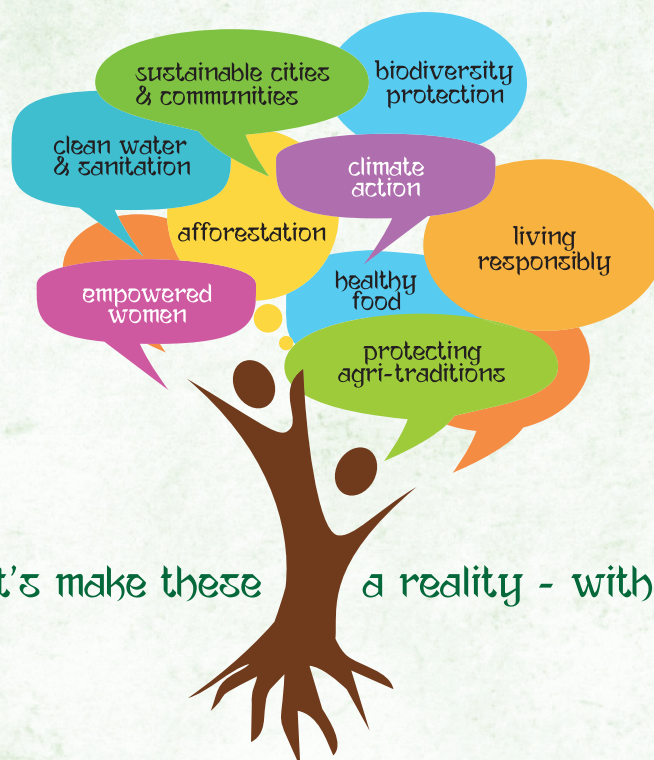 sustainable cities
& communities
biodiversity
protection
clean water
& sanitation
climate
action
afforestation
living
responsibly
empowered
women
healthy
food
protecting
agri-traditions
t's make these a reality - with